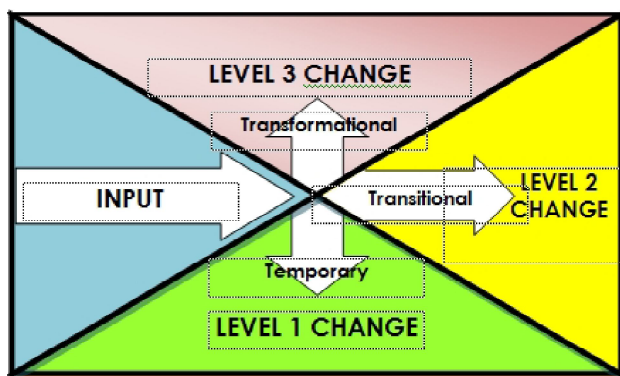 LEVEL 3 CHANGE
Transformational
INPUT
Transitional
LEVEL 2
CHANGE
Temporary
LEVEL 1 CHANGE